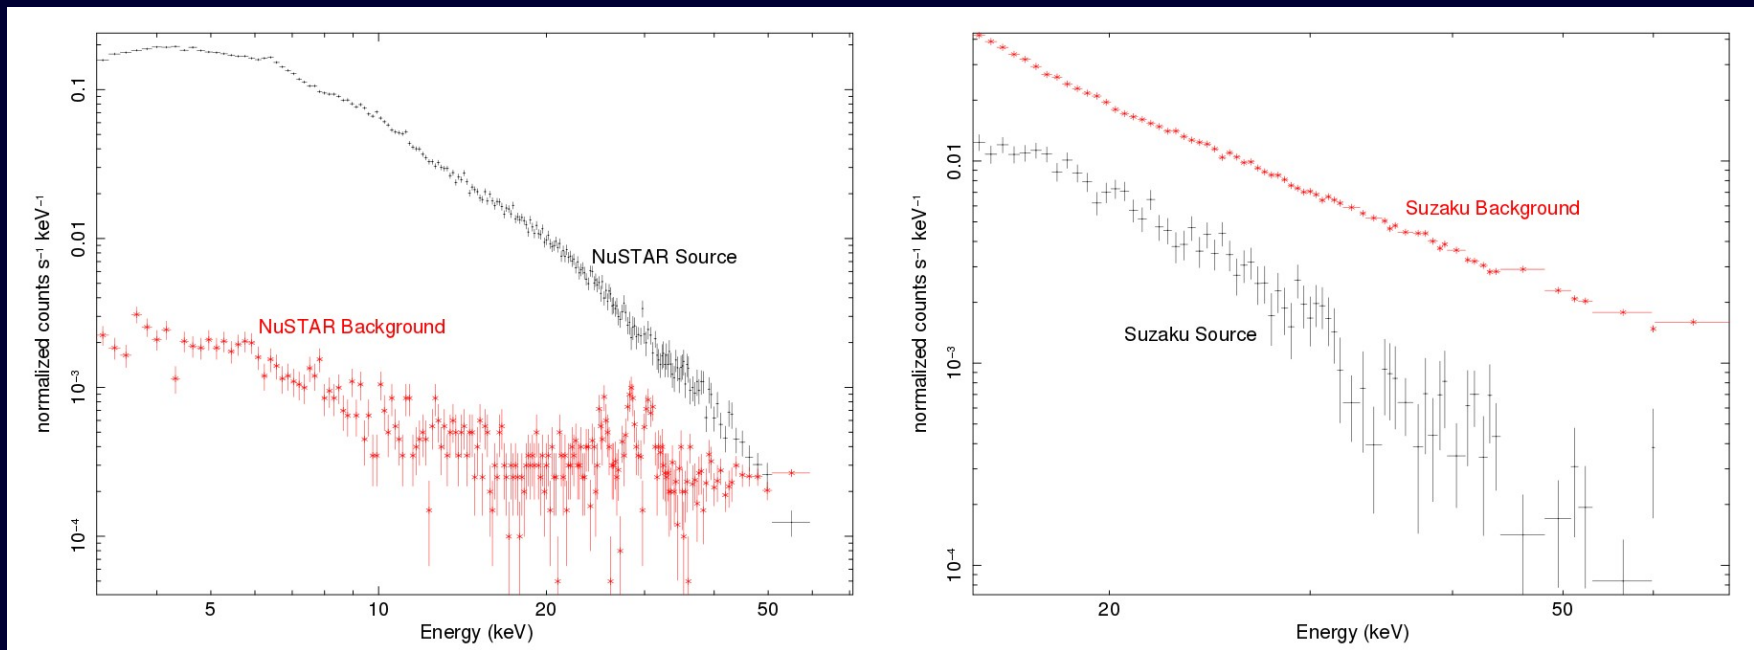 normalized counts s⁻¹ keV⁻¹
0.1
0.01
10⁻³
10⁻⁴
NuSTAR Source
NuSTAR Background
5 10 20 50
Energy (keV)
normalized counts s⁻¹ keV⁻¹
0.01
10⁻³
10⁻⁴
Suzaku Background
Suzaku Source
20 50
Energy (keV)